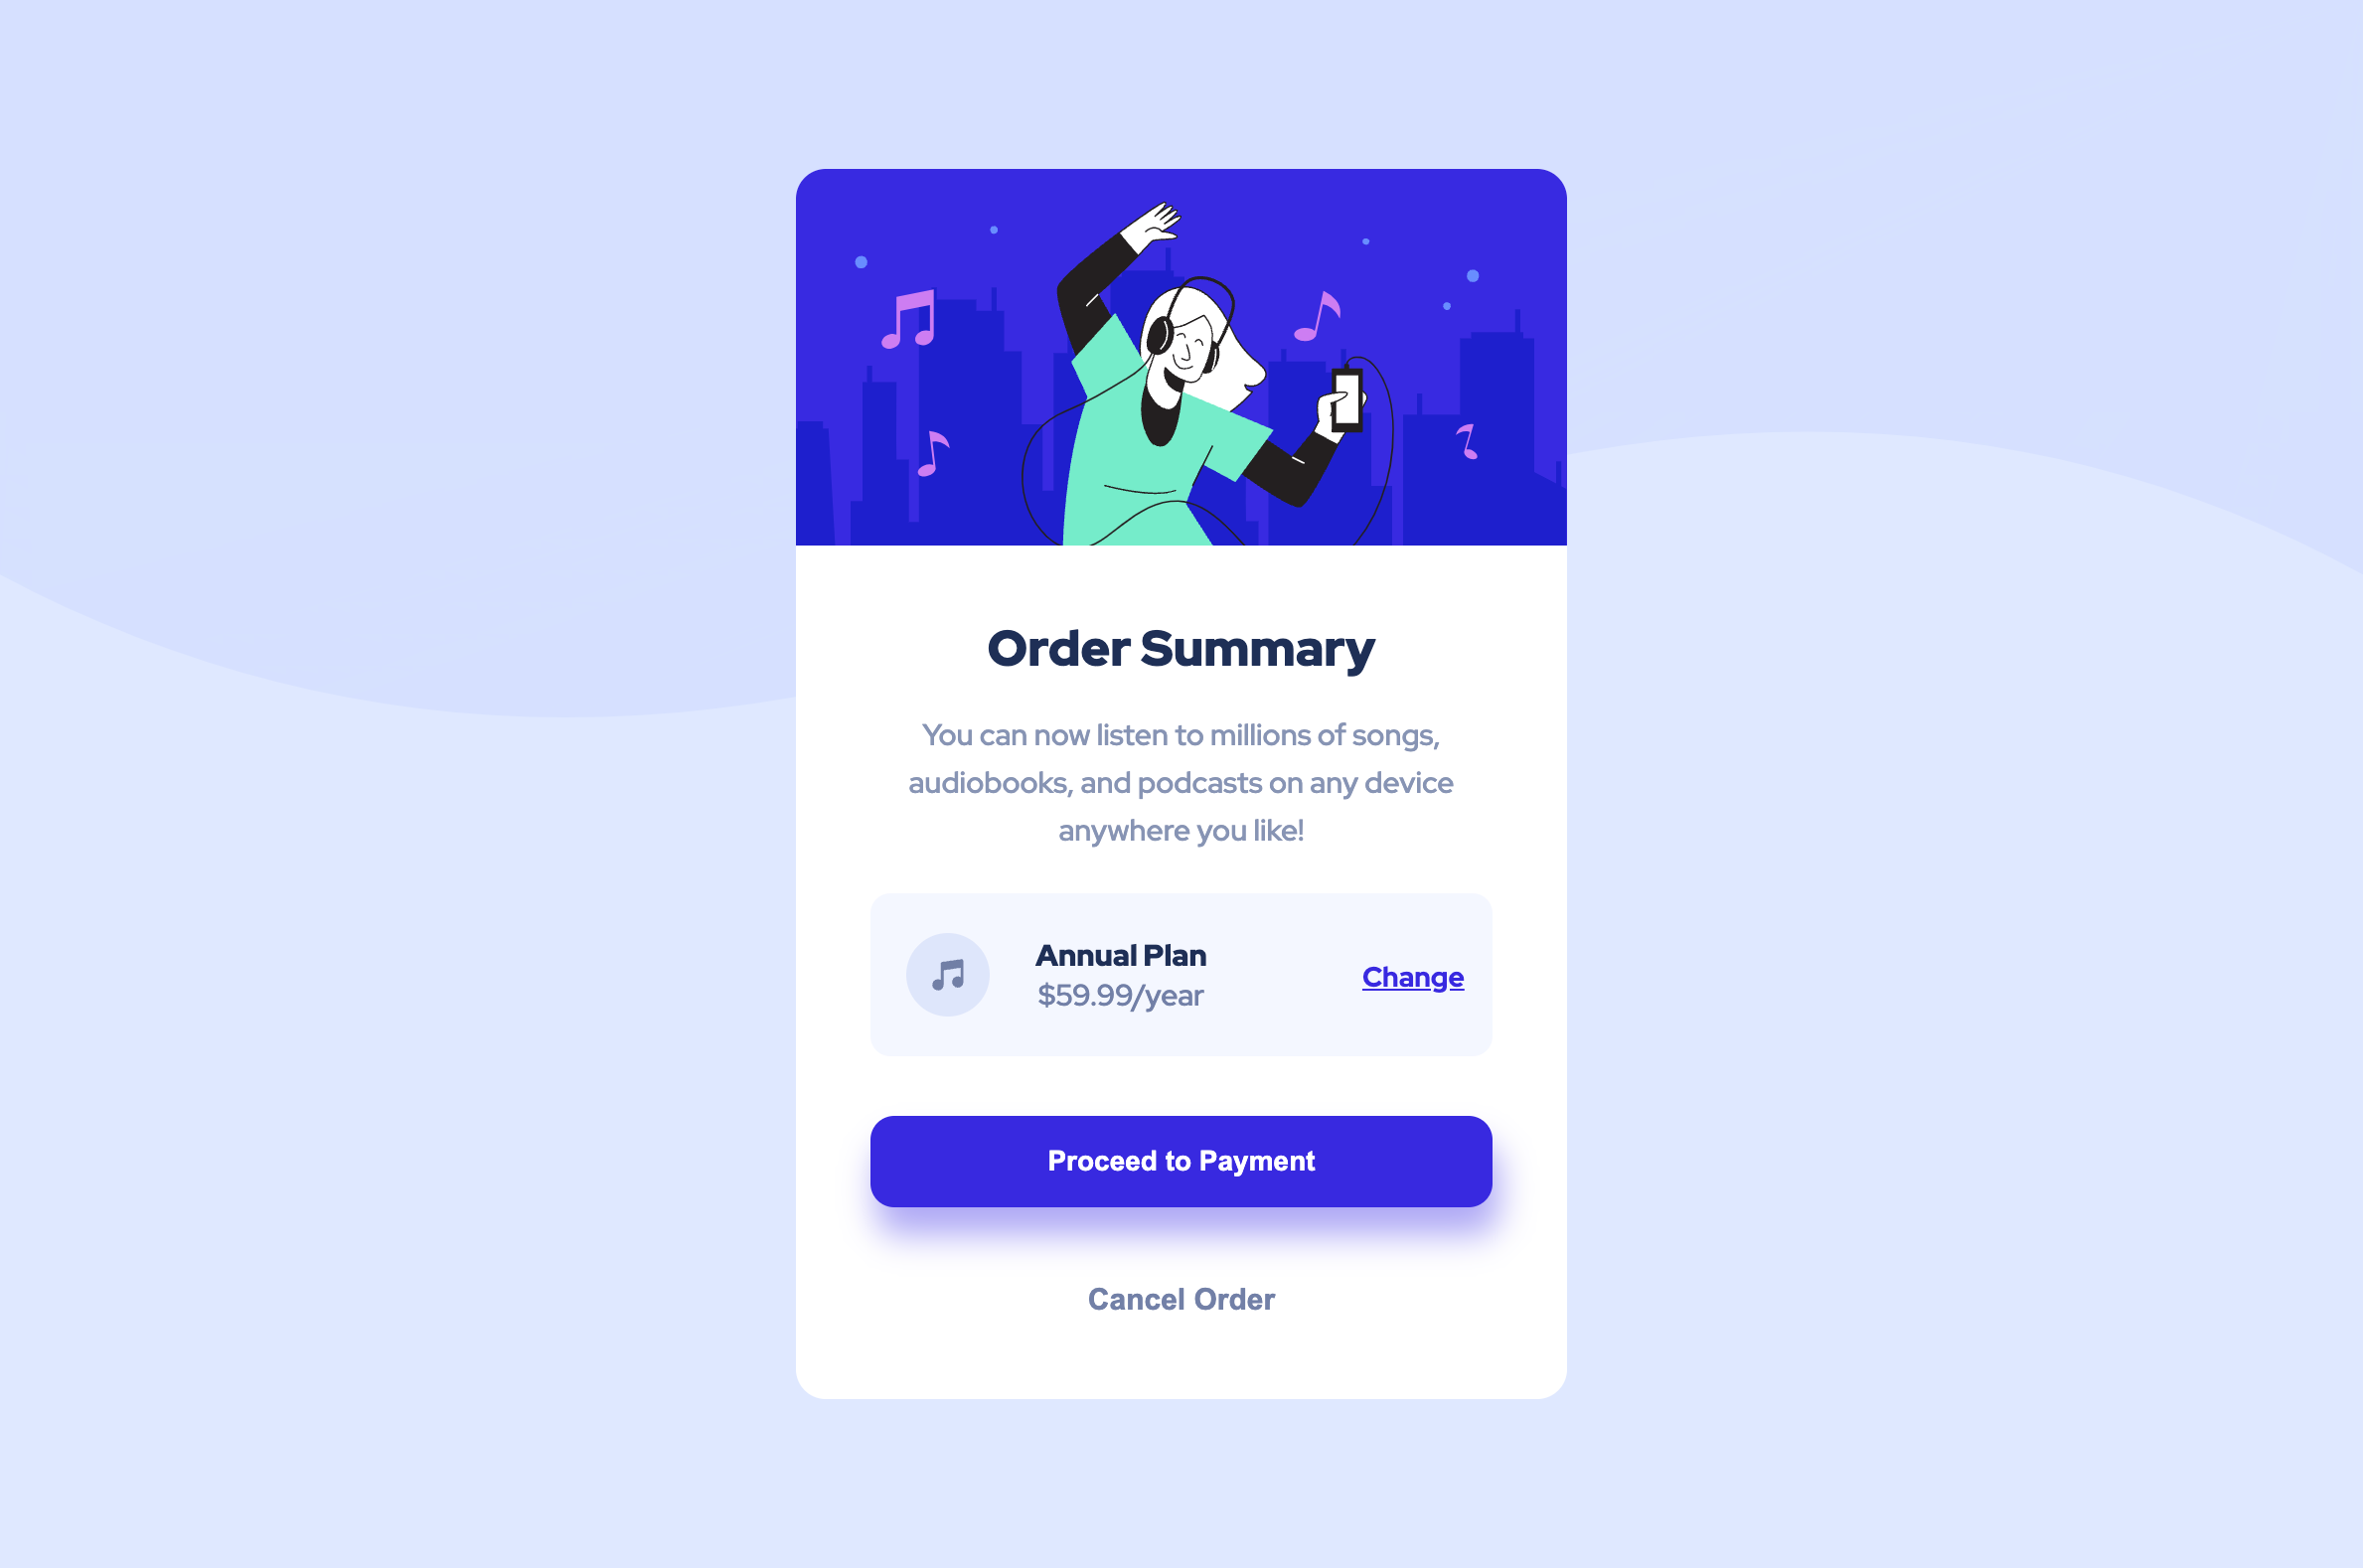 Order Summary
You can now listen to millions of songs,
audiobooks, and podcasts on any device
anywhere you like!
Annual Plan
$59.99/year
Change
Proceed to Payment
Cancel Order